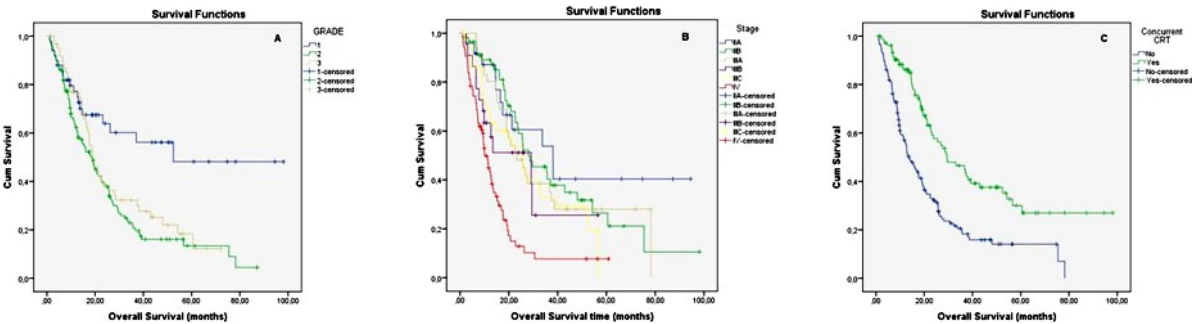 Survival Functions
A
GRADE
1
2
3
1-censored
2-censored
3-censored
Cum Survival
1,0
0,8
0,6
0,4
0,2
0,0
,00
20,00
40,00
60,00
80,00
100,00
Overall Survival (months)
Survival Functions
B
Stage
IIA
IIB
IIIA
IIIB
IIIC
IV
IIA-censored
IIB-censored
IIIA-censored
IIIB-censored
IIIC-censored
IV-censored
Cum Survival
1,0
0,8
0,6
0,4
0,2
0,0
,00
20,00
40,00
60,00
80,00
100,00
Overall Survival time (months)
Survival Functions
C
Concurrent
CRT
No
Yes
No-censored
Yes-censored
Cum Survival
1,0
0,8
0,6
0,4
0,2
0,0
,00
20,00
40,00
60,00
80,00
100,00
Overall Survival (months)